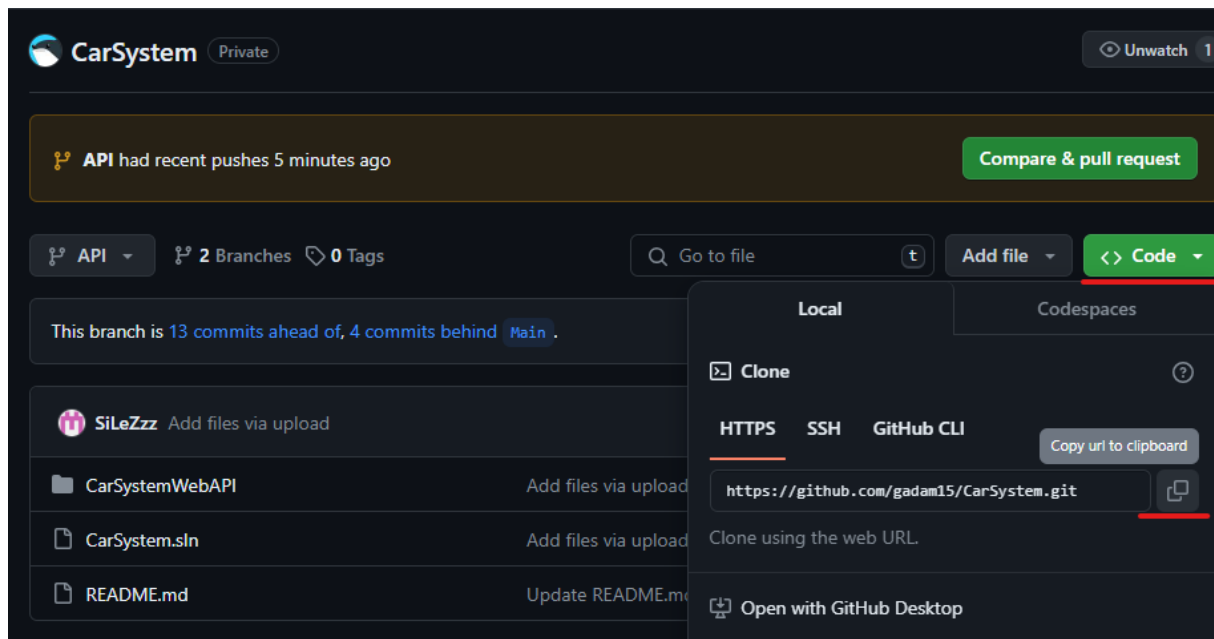 CarSystem Private
Unwatch 1
API had recent pushes 5 minutes ago
Compare & pull request
API
2 Branches
0 Tags
Go to file t
Add file
<> Code
This branch is 13 commits ahead of, 4 commits behind Main .
Local
Codespaces
Clone
?
HTTPS SSH GitHub CLI
Copy url to clipboard
https://github.com/gadam15/CarSystem.git
Clone using the web URL.
Open with GitHub Desktop
SiLeZzz Add files via upload
CarSystemWebAPI Add files via upload
CarSystem.sln Add files via upload
README.md Update README.m